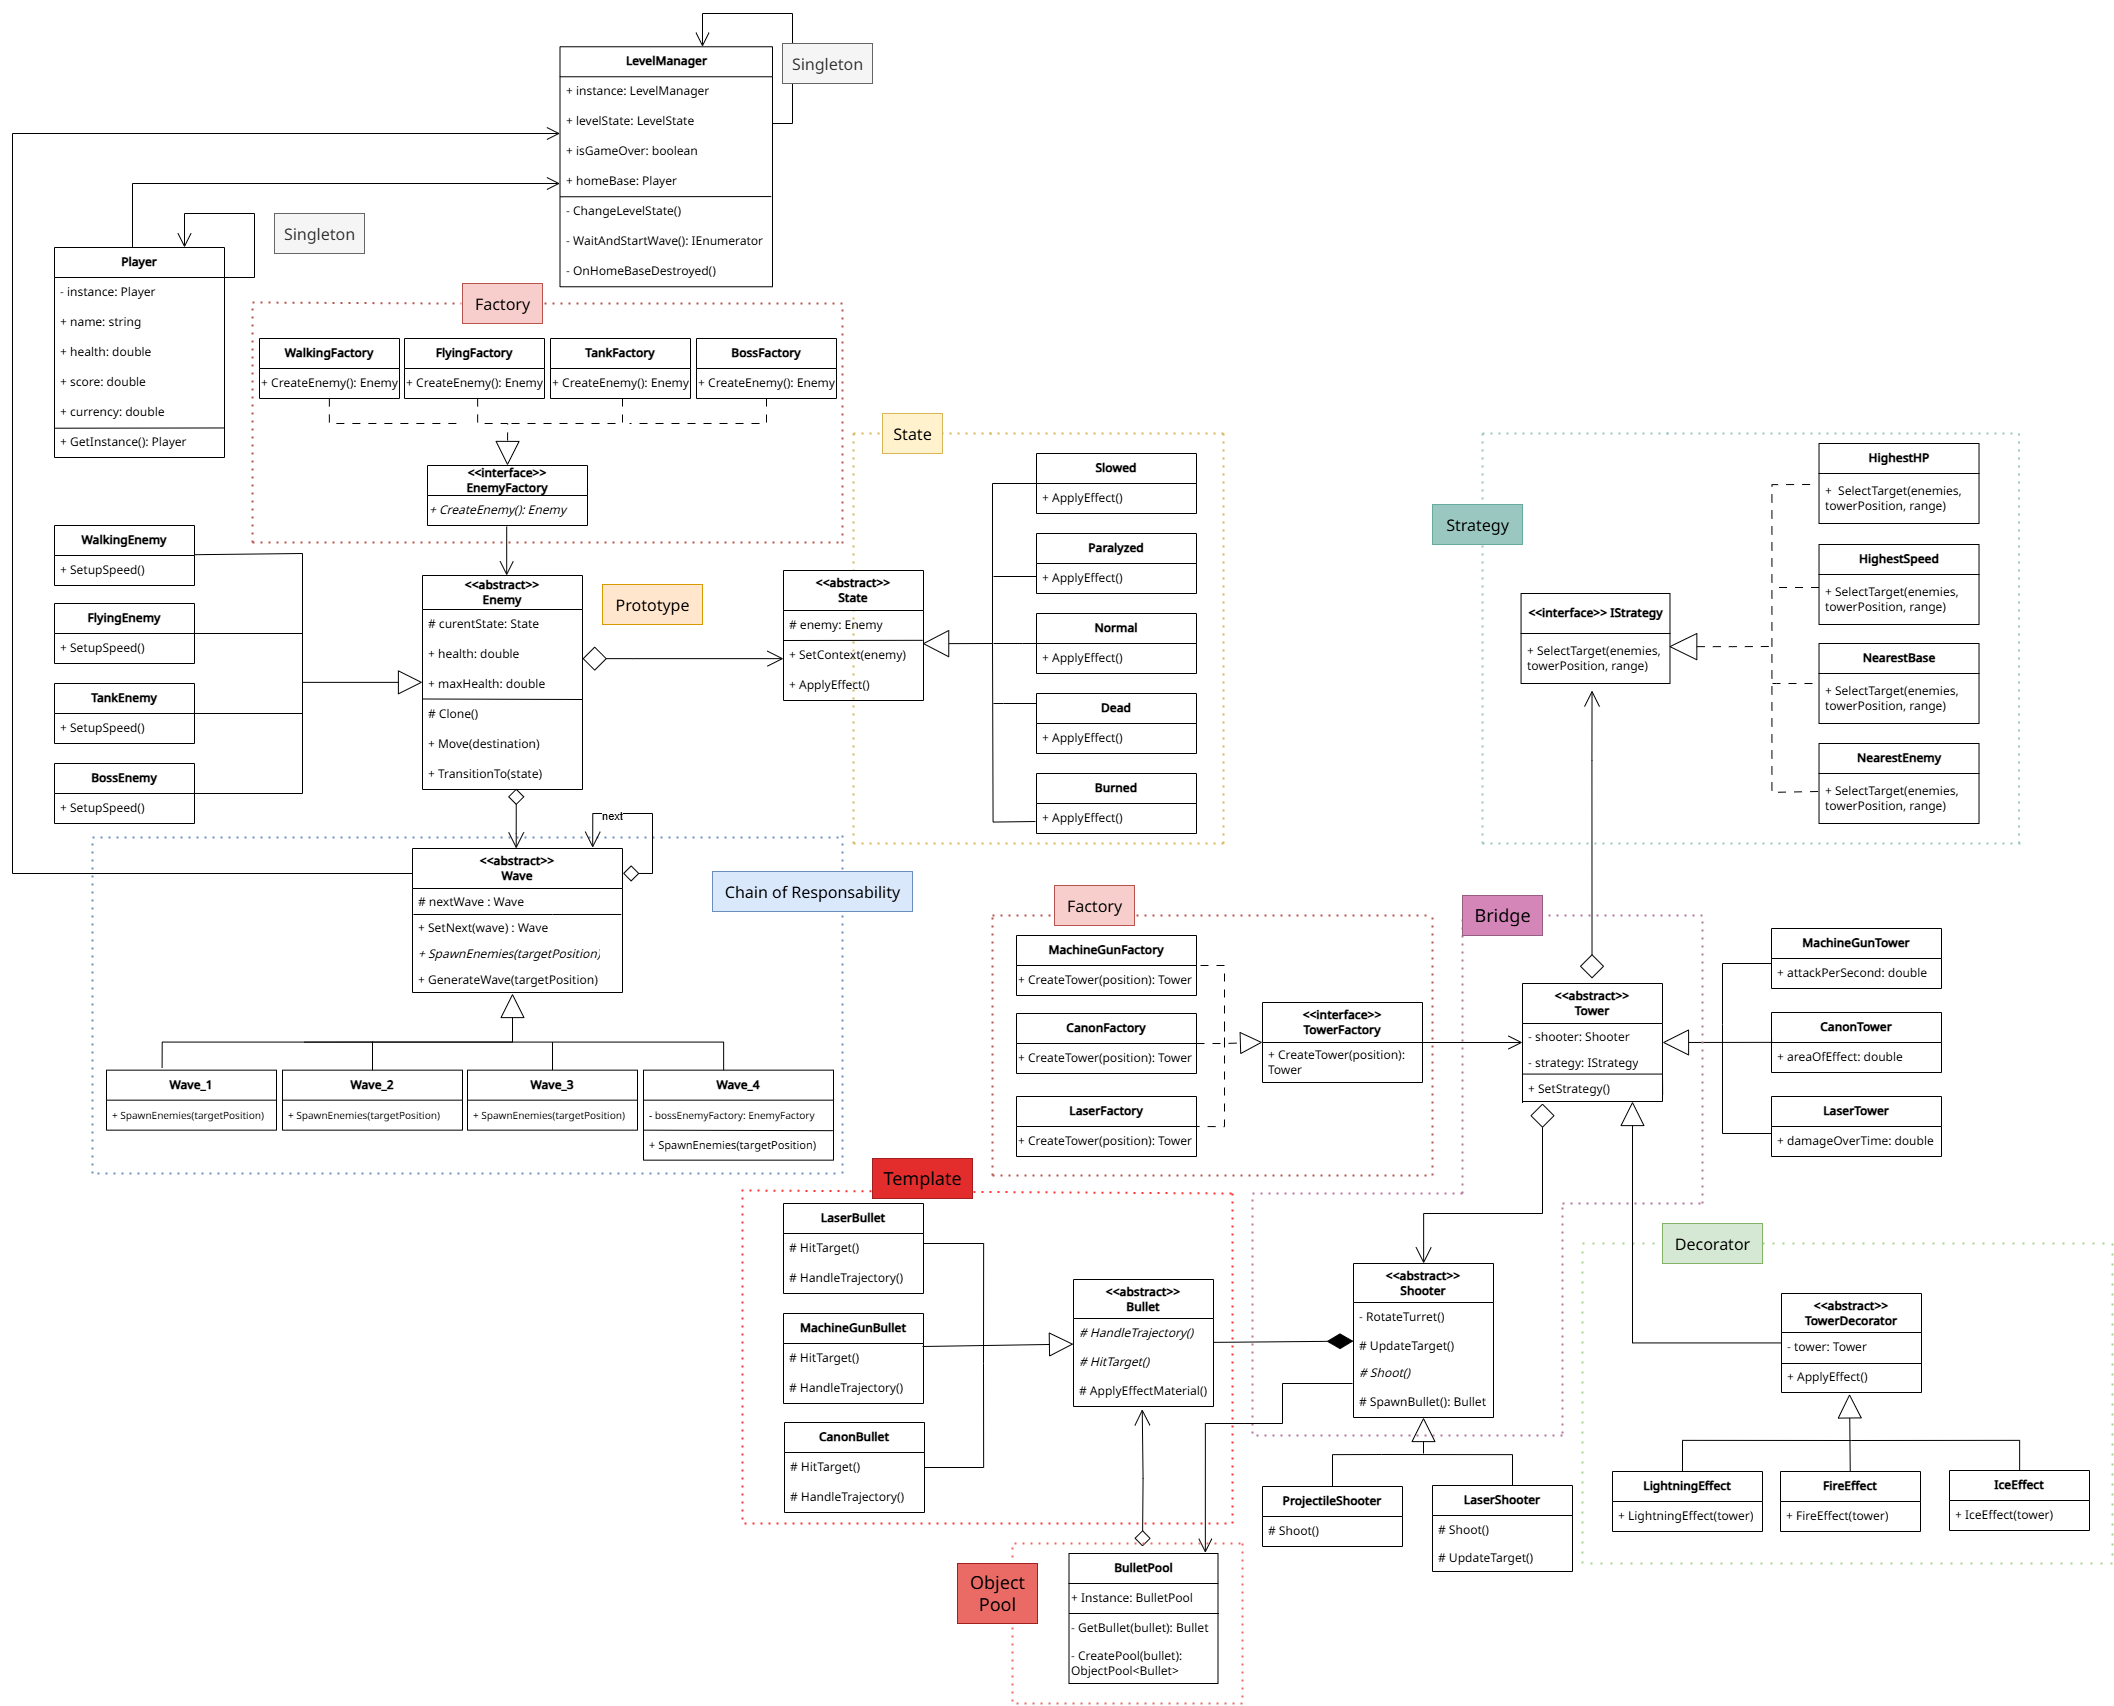 Singleton
LevelManager
+ instance: LevelManager
+ levelState: LevelState
+ isGameOver: boolean
+ homeBase: Player
- ChangeLevelState()
- WaitAndStartWave(): IEnumerator
- OnHomeBaseDestroyed()
Singleton
Player
- instance: Player
+ name: string
+ health: double
+ score: double
+ currency: double
+ GetInstance(): Player
Factory
WalkingFactory
+ CreateEnemy(): Enemy
FlyingFactory
+ CreateEnemy(): Enemy
TankFactory
+ CreateEnemy(): Enemy
BossFactory
+ CreateEnemy(): Enemy
<<interface>>
EnemyFactory
+ CreateEnemy(): Enemy
WalkingEnemy
+ SetupSpeed()
FlyingEnemy
+ SetupSpeed()
TankEnemy
+ SetupSpeed()
BossEnemy
+ SetupSpeed()
<<abstract>>
Enemy
# curentState: State
+ health: double
+ maxHealth: double
# Clone()
+ Move(destination)
+ TransitionTo(state)
Prototype
State
<<abstract>>
State
# enemy: Enemy
+ SetContext(enemy)
+ ApplyEffect()
Slowed
+ ApplyEffect()
Paralyzed
+ ApplyEffect()
Normal
+ ApplyEffect()
Dead
+ ApplyEffect()
Burned
+ ApplyEffect()
Strategy
<<interface>> IStrategy
+ SelectTarget(enemies,
towerPosition, range)
HighestHP
+  SelectTarget(enemies,
towerPosition, range)
HighestSpeed
+ SelectTarget(enemies,
towerPosition, range)
NearestBase
+ SelectTarget(enemies,
towerPosition, range)
NearestEnemy
+ SelectTarget(enemies,
towerPosition, range)
next
Chain of Responsability
<<abstract>>
Wave
# nextWave : Wave
+ SetNext(wave) : Wave
+ SpawnEnemies(targetPosition)
+ GenerateWave(targetPosition)
Wave_1
+ SpawnEnemies(targetPosition)
Wave_2
+ SpawnEnemies(targetPosition)
Wave_3
+ SpawnEnemies(targetPosition)
Wave_4
- bossEnemyFactory: EnemyFactory
+ SpawnEnemies(targetPosition)
Factory
MachineGunFactory
+ CreateTower(position): Tower
CanonFactory
+ CreateTower(position): Tower
LaserFactory
+ CreateTower(position): Tower
<<interface>>
TowerFactory
+ CreateTower(position):
Tower
Bridge
<<abstract>>
Tower
- shooter: Shooter
- strategy: IStrategy
+ SetStrategy()
MachineGunTower
+ attackPerSecond: double
CanonTower
+ areaOfEffect: double
LaserTower
+ damageOverTime: double
Template
LaserBullet
# HitTarget()
# HandleTrajectory()
MachineGunBullet
# HitTarget()
# HandleTrajectory()
CanonBullet
# HitTarget()
# HandleTrajectory()
<<abstract>>
Bullet
# HandleTrajectory()
# HitTarget()
# ApplyEffectMaterial()
<<abstract>>
Shooter
- RotateTurret()
# UpdateTarget()
# Shoot()
# SpawnBullet(): Bullet
ProjectileShooter
# Shoot()
LaserShooter
# Shoot()
# UpdateTarget()
Decorator
<<abstract>>
TowerDecorator
- tower: Tower
+ ApplyEffect()
LightningEffect
+ LightningEffect(tower)
FireEffect
+ FireEffect(tower)
IceEffect
+ IceEffect(tower)
Object
Pool
BulletPool
+ Instance: BulletPool
- GetBullet(bullet): Bullet
- CreatePool(bullet):
ObjectPool<Bullet>